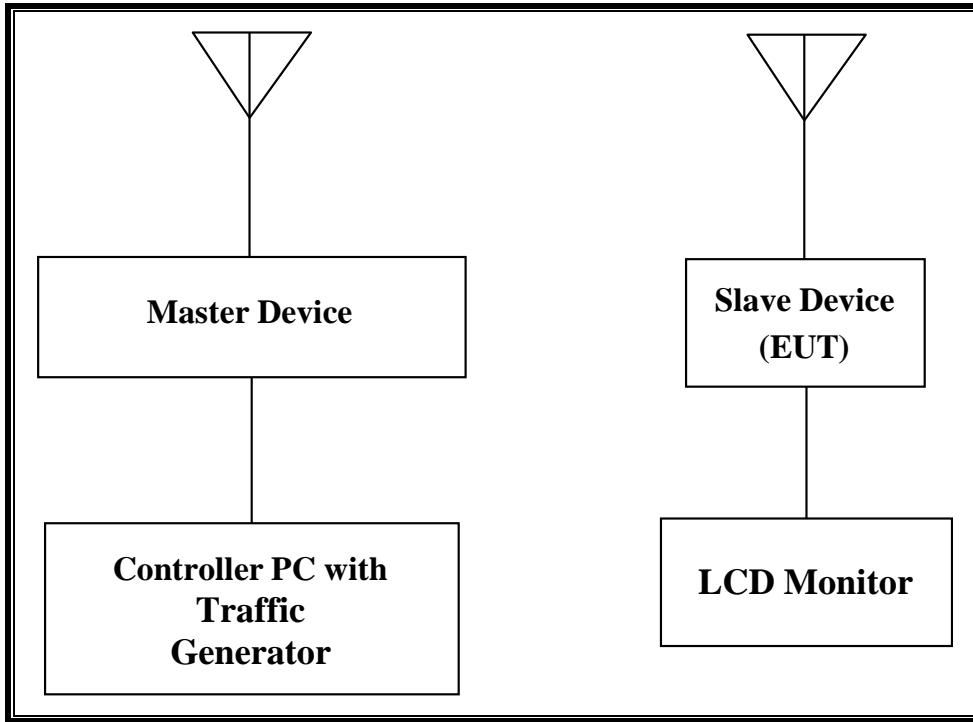 Master Device
Slave Device
(EUT)
Controller PC with
Traffic
Generator
LCD Monitor